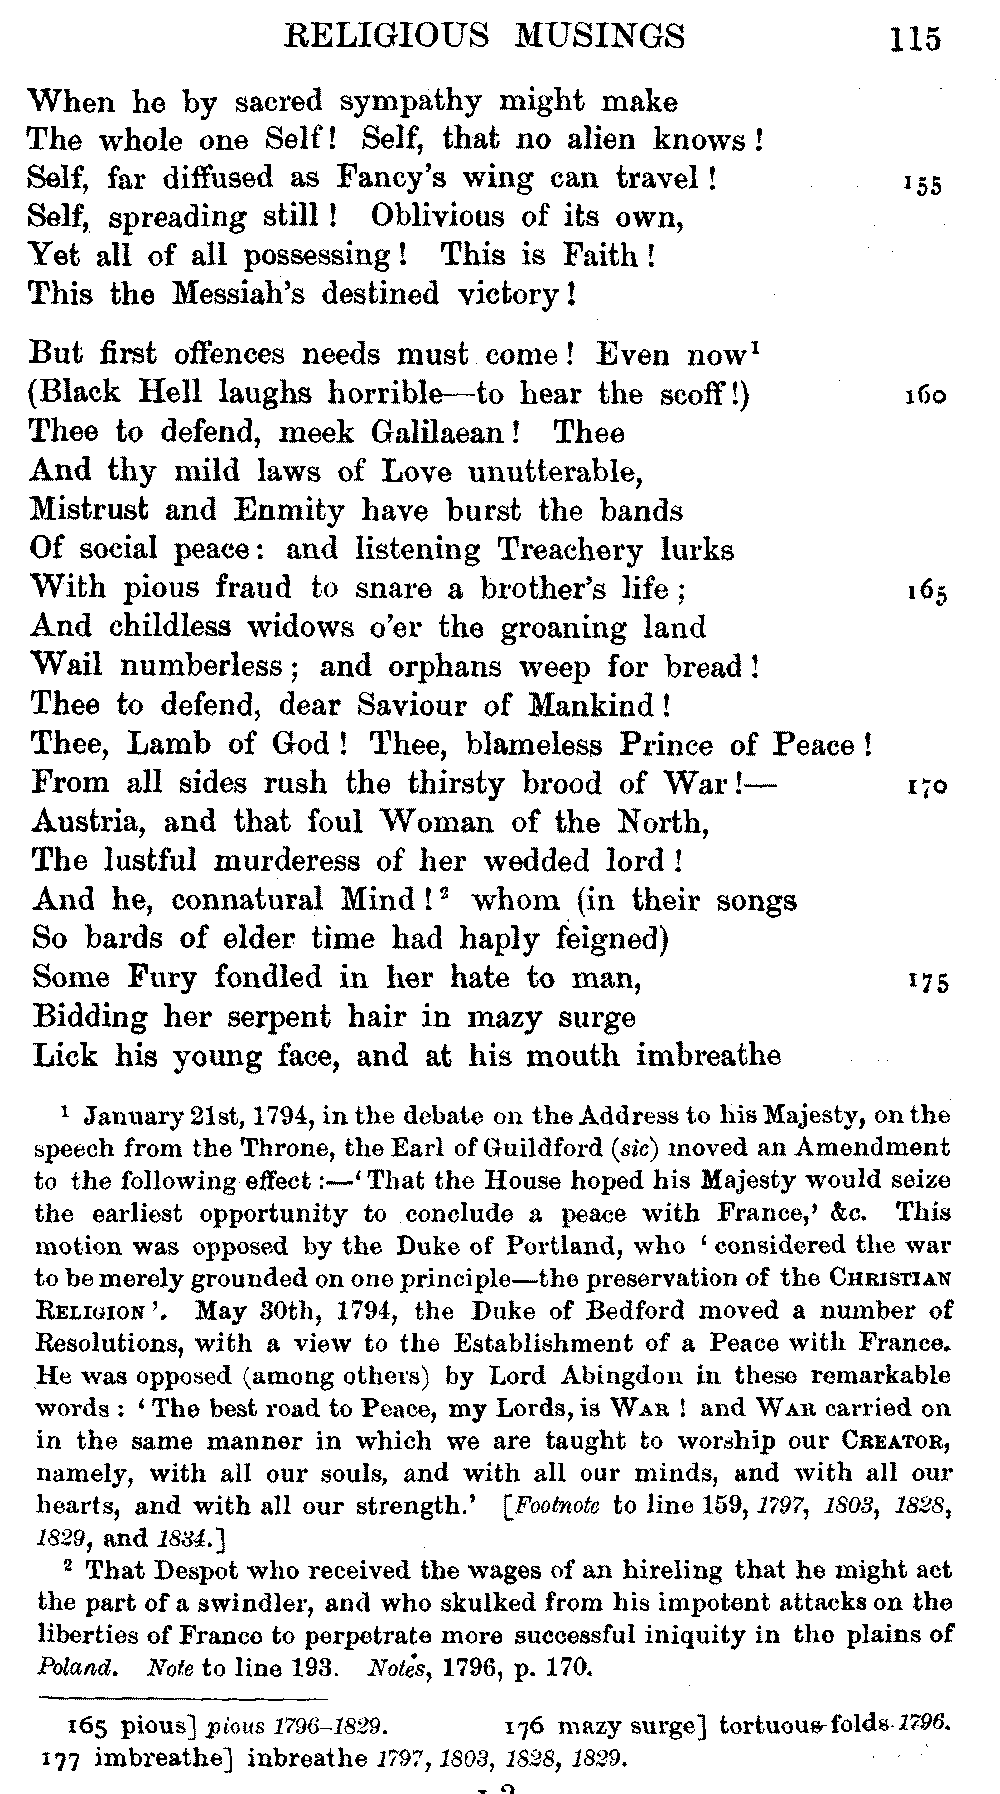 RELIGIOUS MUSINGS 115
When he by sacred sympathy might make
The whole one Self! Self, that no alien knows!
Self, far diffused as Fancy's wing can travel! 155
Self, spreading still! Oblivious of its own,
Yet all of all possessing! This is Faith!
This the Messiah's destined victory!
But first offences needs must come! Even now¹
(Black Hell laughs horrible—to hear the scoff!) 160
Thee to defend, meek Galilaean! Thee
And thy mild laws of Love unutterable,
Mistrust and Enmity have burst the bands
Of social peace: and listening Treachery lurks
With pious fraud to snare a brother's life; 165
And childless widows o'er the groaning land
Wail numberless; and orphans weep for bread!
Thee to defend, dear Saviour of Mankind!
Thee, Lamb of God! Thee, blameless Prince of Peace!
From all sides rush the thirsty brood of War!— 170
Austria, and that foul Woman of the North,
The lustful murderess of her wedded lord!
And he, connatural Mind!² whom (in their songs
So bards of elder time had haply feigned)
Some Fury fondled in her hate to man, 175
Bidding her serpent hair in mazy surge
Lick his young face, and at his mouth imbreathe
¹ January 21st, 1794, in the debate on the Address to his Majesty, on the
speech from the Throne, the Earl of Guildford (sic) moved an Amendment
to the following effect:—'That the House hoped his Majesty would seize
the earliest opportunity to conclude a peace with France,' &c. This
motion was opposed by the Duke of Portland, who 'considered the war
to be merely grounded on one principle—the preservation of the CHRISTIAN
RELIGION'. May 30th, 1794, the Duke of Bedford moved a number of
Resolutions, with a view to the Establishment of a Peace with France.
He was opposed (among others) by Lord Abingdon in these remarkable
words: 'The best road to Peace, my Lords, is WAR! and WAR carried on
in the same manner in which we are taught to worship our CREATOR,
namely, with all our souls, and with all our minds, and with all our
hearts, and with all our strength.' [Footnote to line 159, 1797, 1803, 1828,
1829, and 1834.]
² That Despot who received the wages of an hireling that he might act
the part of a swindler, and who skulked from his impotent attacks on the
liberties of France to perpetrate more successful iniquity in the plains of
Poland. Note to line 193. Notes, 1796, p. 170.
165 pious] pious 1796-1829. 176 mazy surge] tortuous folds 1796.
177 imbreathe] inbreathe 1797, 1803, 1828, 1829.